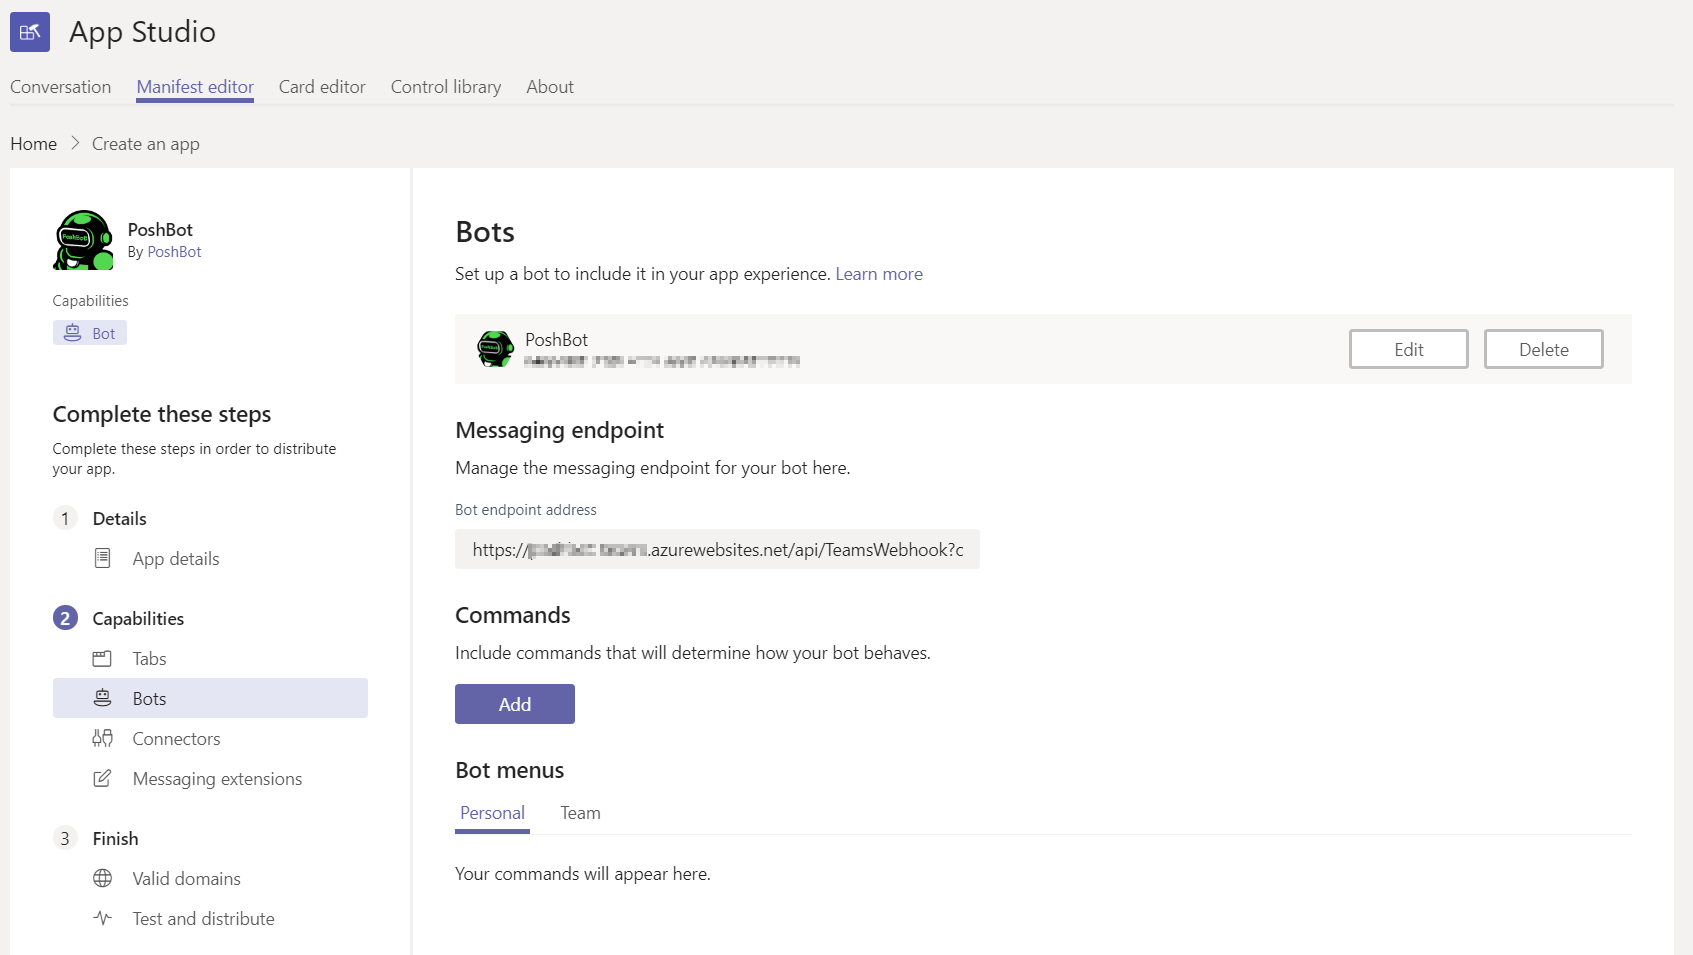 App Studio
Conversation Manifest editor Card editor Control library About
Home > Create an app
PoshBot
By PoshBot
Capabilities
Bot
Complete these steps
Complete these steps in order to distribute
your app.
1 Details
App details
2 Capabilities
Tabs
Bots
Connectors
Messaging extensions
3 Finish
Valid domains
Test and distribute
Bots
Set up a bot to include it in your app experience. Learn more
PoshBot
Edit Delete
Messaging endpoint
Manage the messaging endpoint for your bot here.
Bot endpoint address
https:// .azurewebsites.net/api/TeamsWebhook?c
Commands
Include commands that will determine how your bot behaves.
Add
Bot menus
Personal Team
Your commands will appear here.